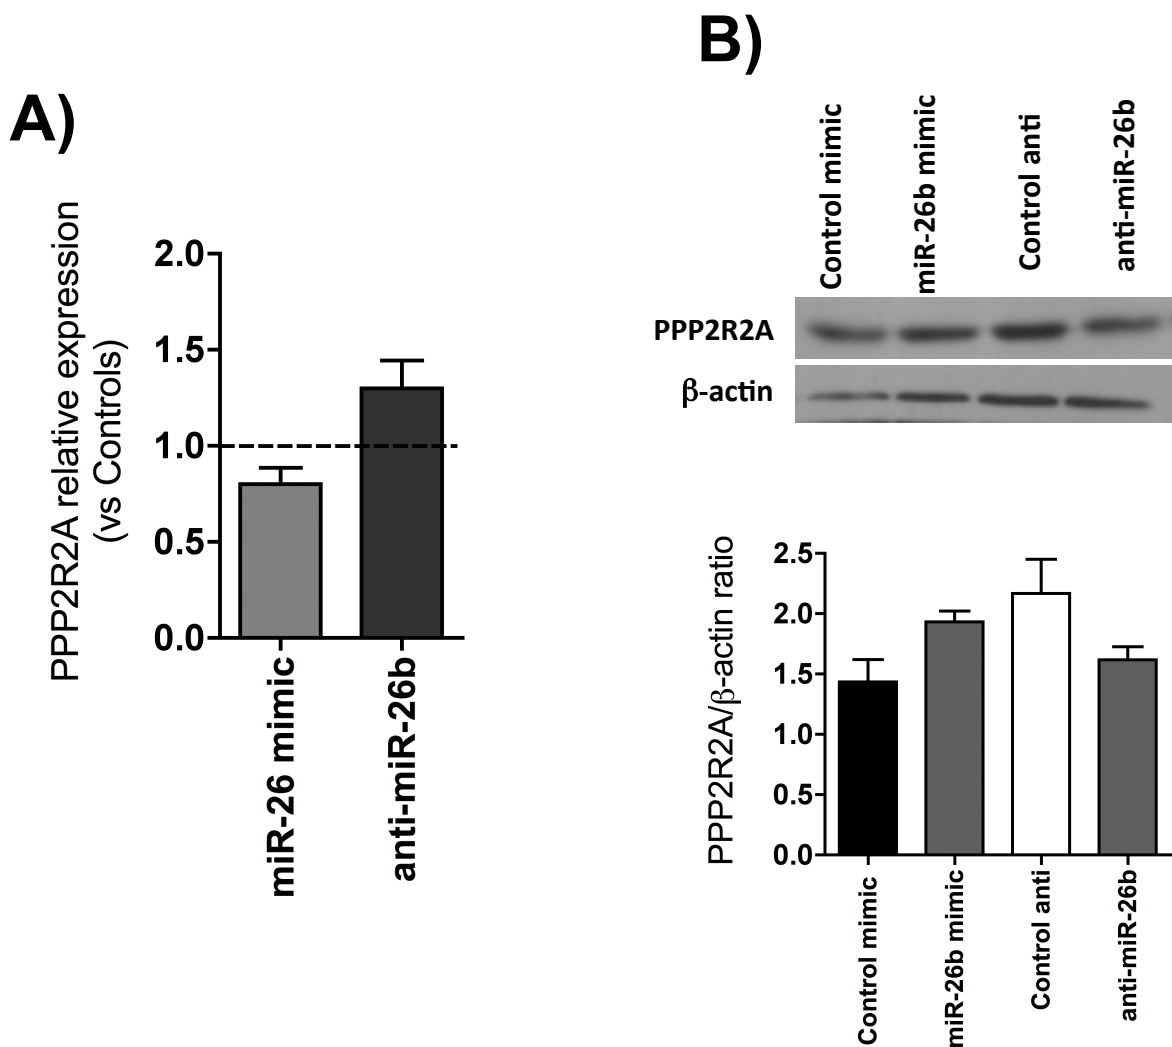 A)
PPP2R2A relative expression
(vs Controls)
2.0
1.5
1.0
0.5
0.0
miR-26 mimic
anti-miR-26b
B)
Control mimic
miR-26b mimic
Control anti
anti-miR-26b
PPP2R2A
β-actin
PPP2R2A/β-actin ratio
2.5
2.0
1.5
1.0
0.5
0.0
Control mimic
miR-26b mimic
Control anti
anti-miR-26b